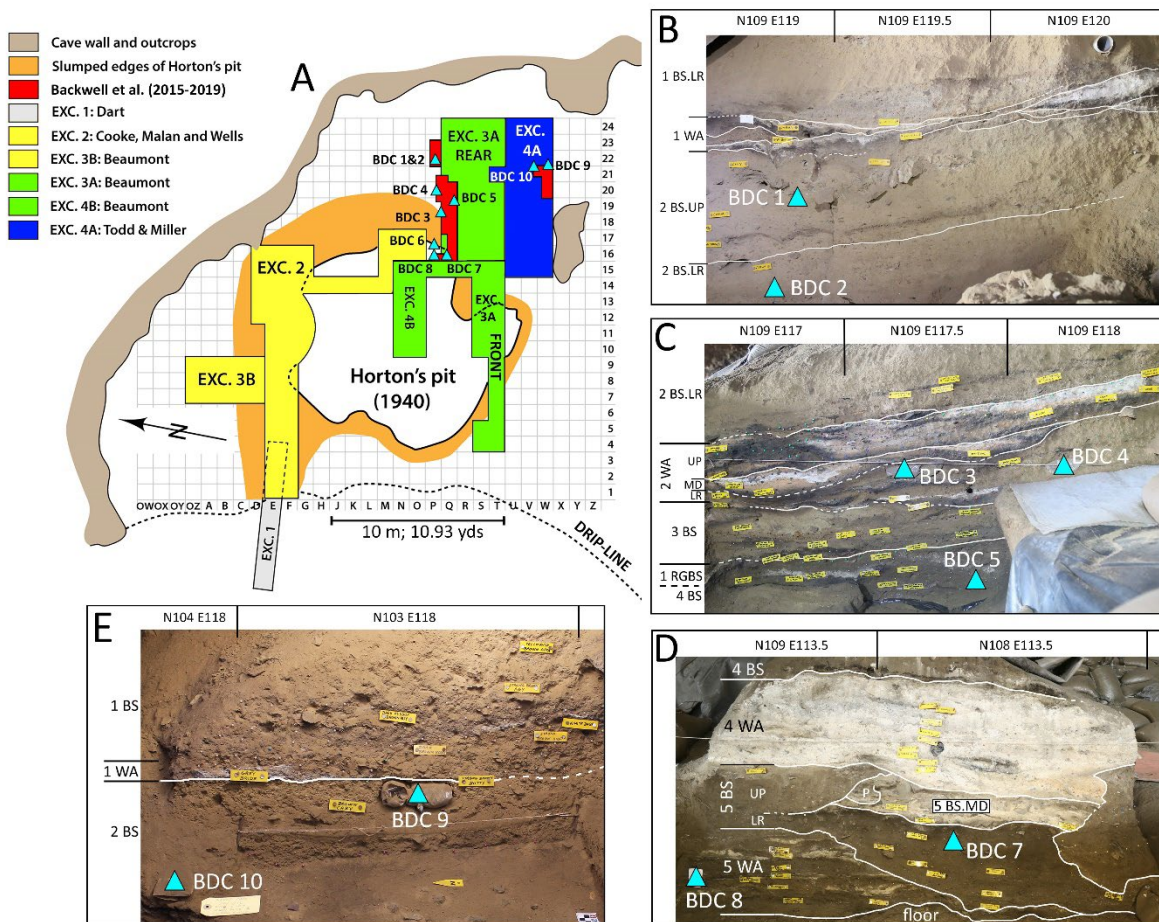 Cave wall and outcrops
Slumped edges of Horton's pit
Backwell et al. (2015-2019)
EXC. 1: Dart
EXC. 2: Cooke, Malan and Wells
EXC. 3B: Beaumont
EXC. 3A: Beaumont
EXC. 4B: Beaumont
EXC. 4A: Todd & Miller
A
EXC. 3A
REAR
EXC.
4A
BDC 1&2
BDC 9
BDC 10
BDC 4
BDC 5
BDC 3
BDC 6
BDC 8
BDC 7
EXC. 2
EXC. 4B
EXC.
3A
FRONT
EXC. 3B
Horton's pit
(1940)
N
EXC. 1
24
23
22
21
20
19
18
17
16
15
14
13
12
11
10
9
8
7
6
5
4
3
2
1
OW OX OY OZ A B C D E F G H I J K L M N O P Q R S T U V W X Y Z
10 m; 10.93 yds
DRIP-LINE
B
N109 E119
N109 E119.5
N109 E120
1 BS.LR
1 WA
2 BS.UP
2 BS.LR
BDC 1
BDC 2
C
N109 E117
N109 E117.5
N109 E118
2 BS.LR
2 WA
UP
MD
LR
3 BS
1 RGBS
4 BS
BDC 3
BDC 4
BDC 5
E
N104 E118
N103 E118
1 BS
1 WA
2 BS
BDC 9
BDC 10
D
N109 E113.5
N108 E113.5
4 BS
4 WA
5 BS
UP
LR
P
5 BS.MD
5 WA
BDC 7
BDC 8
floor